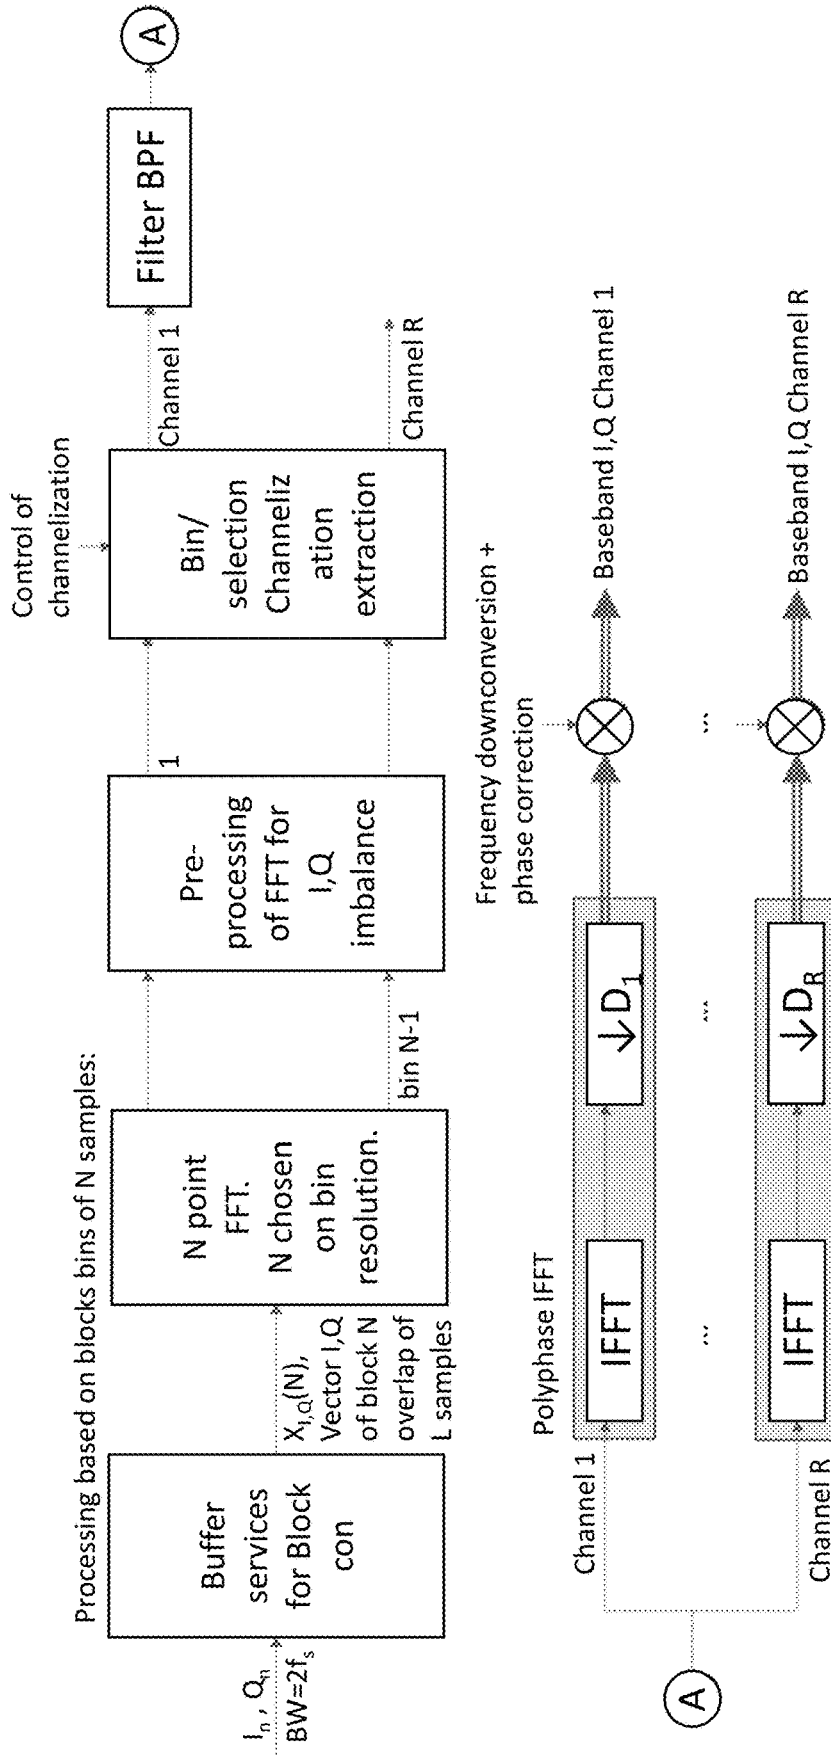 Processing based on blocks bins of N samples:
I_n , Q_n
BW=2f_s
Buffer
services
for Block
con
X_I,Q(N),
Vector I,Q
of block N
overlap of
L samples
N point
FFT.
N chosen
on bin
resolution.
bin N-1
Pre-
processing
of FFT for
I,Q
imbalance
1
Control of
channelization
Bin/
selection
Channeliz
ation
extraction
Channel 1
Channel R
Filter BPF
A
A
Channel 1
Channel R
Polyphase IFFT
IFFT
↓D_1
...
...
IFFT
↓D_R
Frequency downconversion +
phase correction
...
Baseband I,Q Channel 1
Baseband I,Q Channel R